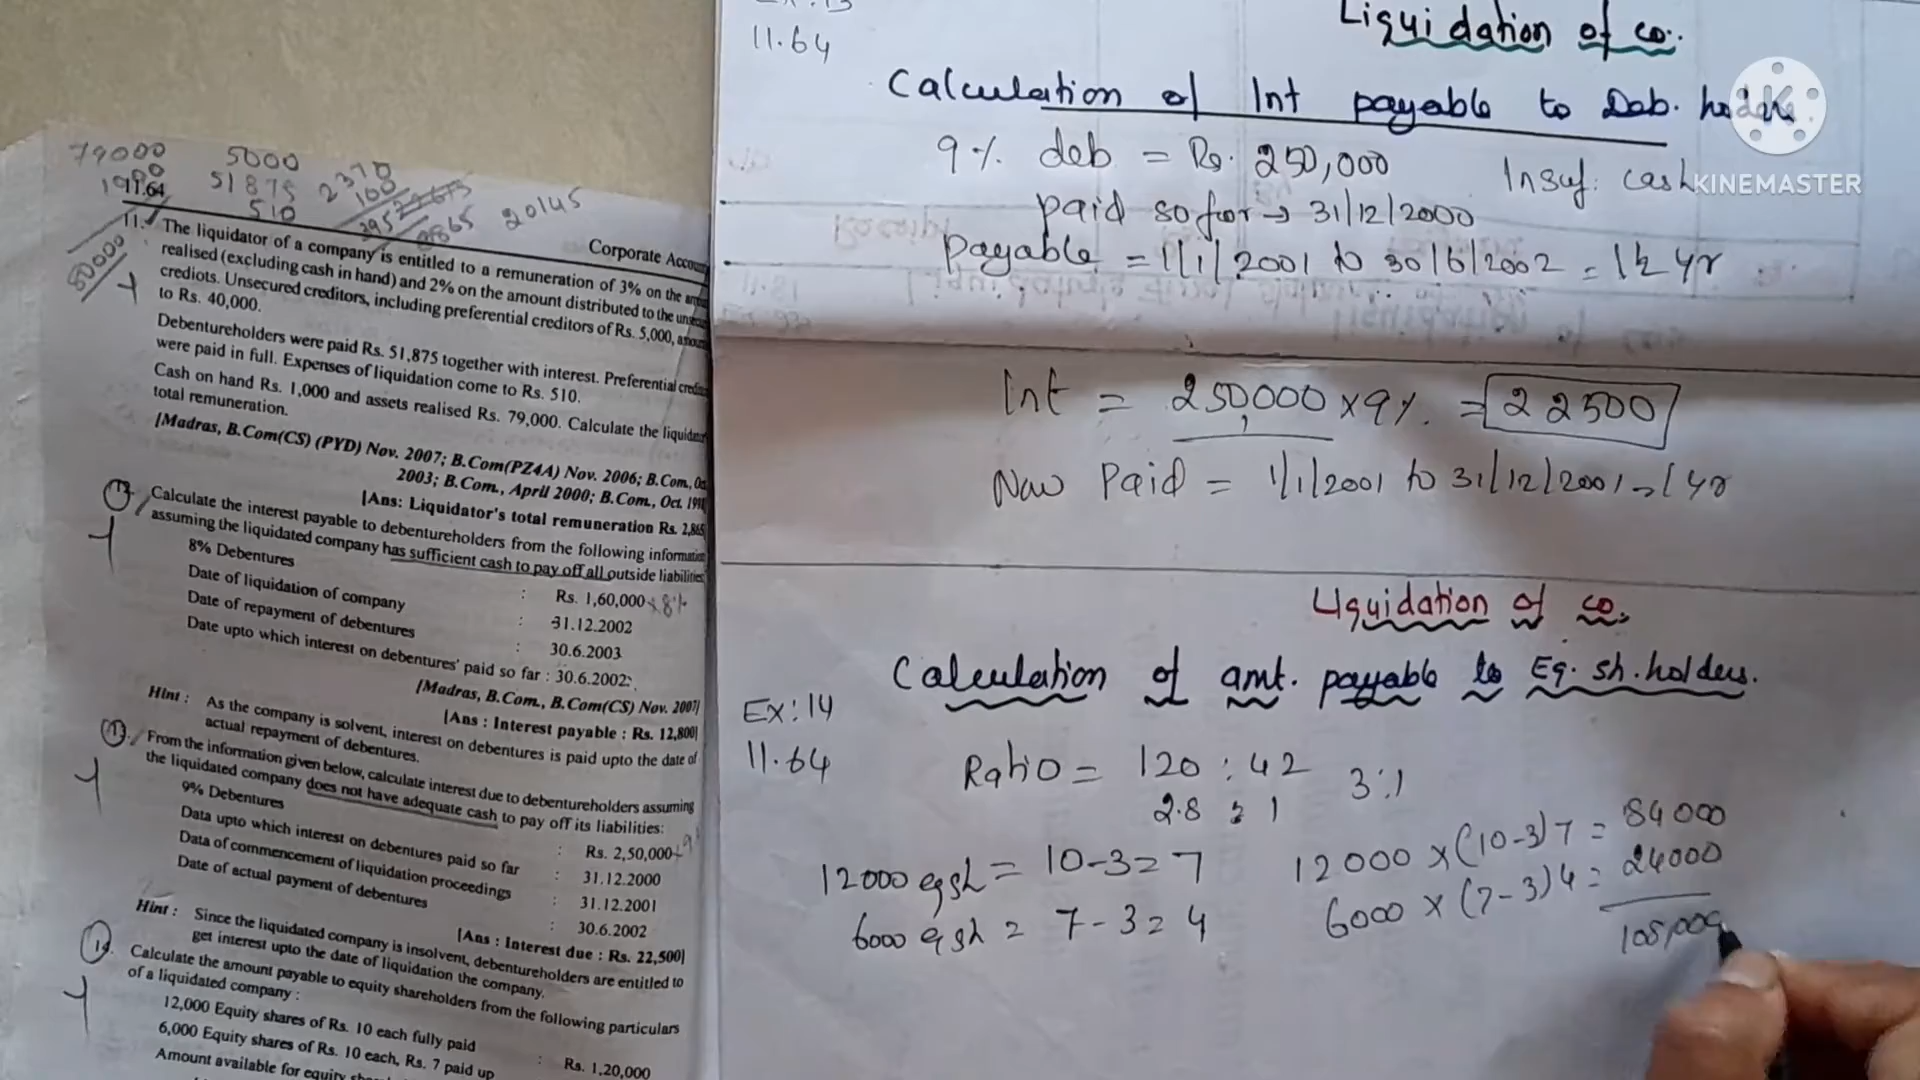 79000 5000
1990 51875 2370
11.64 510 100
395 22675
2865 20145
80000
Corporate
11. The liquidator of a company is entitled to a remuneration of 3% on the
realised (excluding cash in hand) and 2% on the amount distributed to the
crediots. Unsecured creditors, including preferential creditors of Rs. 5,000,
to Rs. 40,000.
Debentureholders were paid Rs. 51,875 together with interest. Preferential
were paid in full. Expenses of liquidation come to Rs. 510.
Cash on hand Rs. 1,000 and assets realised Rs. 79,000. Calculate the
total remuneration.
[Madras, B.Com(CS) (PYD) Nov. 2007; B.Com(PZ4A) Nov. 2006; B.Com.,
2003; B.Com., April 2000; B.Com., Oct.
[Ans: Liquidator's total remuneration Rs.
Calculate the interest payable to debentureholders from the following
assuming the liquidated company has sufficient cash to pay off all outside
8% Debentures : Rs. 1,60,000 x8%
Date of liquidation of company : 31.12.2002
Date of repayment of debentures : 30.6.2003
Date upto which interest on debentures' paid so far : 30.6.2002
[Madras, B.Com., B.Com(CS) Nov. 2007]
[Ans : Interest payable : Rs. 12,800]
Hint : As the company is solvent, interest on debentures is paid upto the date of
actual repayment of debentures.
13. From the information given below, calculate interest due to debentureholders assuming
the liquidated company does not have adequate cash to pay off its liabilities:
9% Debentures : Rs. 2,50,000
Data upto which interest on debentures paid so far : 31.12.2000
Data of commencement of liquidation proceedings : 31.12.2001
Date of actual payment of debentures : 30.6.2002
[Ans : Interest due : Rs. 22,500]
Hint : Since the liquidated company is insolvent, debentureholders are entitled to
get interest upto the date of liquidation the company.
14. Calculate the amount payable to equity shareholders from the following particulars
of a liquidated company :
12,000 Equity shares of Rs. 10 each fully paid : Rs. 1,20,000
6,000 Equity shares of Rs. 10 each, Rs. 7 paid up
Amount available for equity
11.64
Liquidation of co.
Calculation of Int payable to Deb. hoders.
9% deb = Rs. 250,000 Insuf: cash
KINEMASTER
paid so far → 31/12/2000
payable = 1/1/2001 to 30/6/2002 = 1½ yr
Int = 250000 x 9% = 22500
Now Paid = 1/1/2001 to 31/12/2001 = 1 yr
Liquidation of co.
Calculation of amt. payable to Eq. sh. holders.
Ex: 14
11.64
Ratio = 120 : 42 3:1
2.8 : 1
12000 eq sh = 10-3=7 12000 x (10-3) 7 = 84000
6000 eq sh = 7-3=4 6000 x (7-3) 4 = 24000
108,000